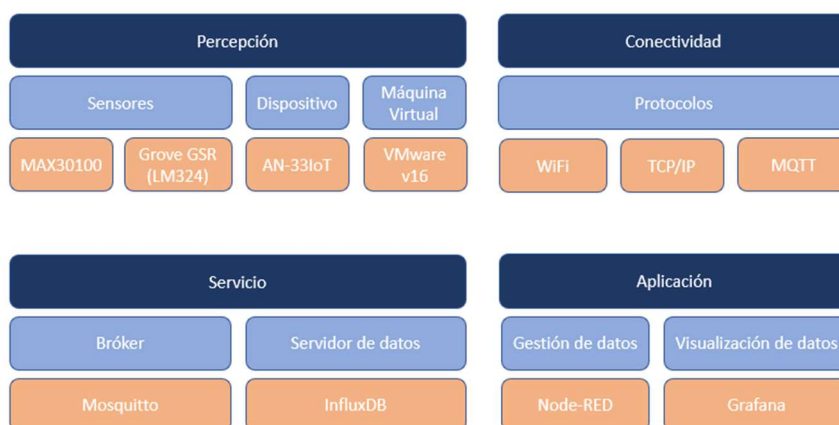 Percepción
Sensores
Dispositivo
Máquina
Virtual
MAX30100
Grove GSR
(LM324)
AN-33IoT
VMware
v16
Conectividad
Protocolos
WiFi
TCP/IP
MQTT
Servicio
Bróker
Servidor de datos
Mosquitto
InfluxDB
Aplicación
Gestión de datos
Visualización de datos
Node-RED
Grafana